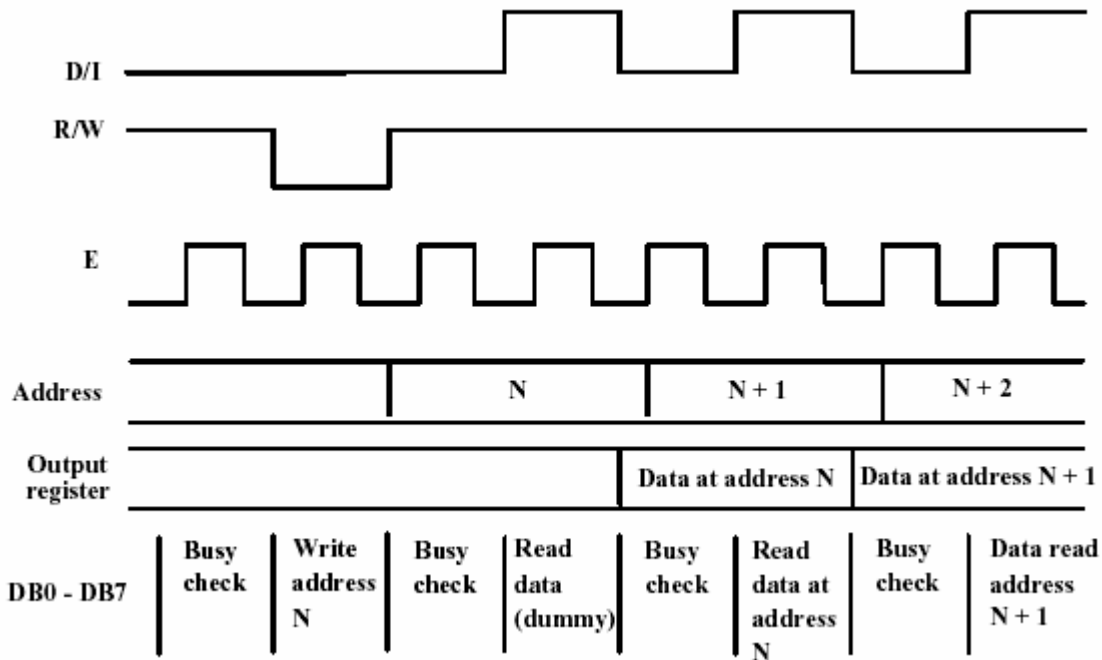 D/I
R/W
E
Address
N
N + 1
N + 2
Output
register
Data at address N
Data at address N + 1
DB0 - DB7
Busy
check
Write
address
N
Busy
check
Read
data
(dummy)
Busy
check
Read
data at
address
N
Busy
check
Data read
address
N + 1